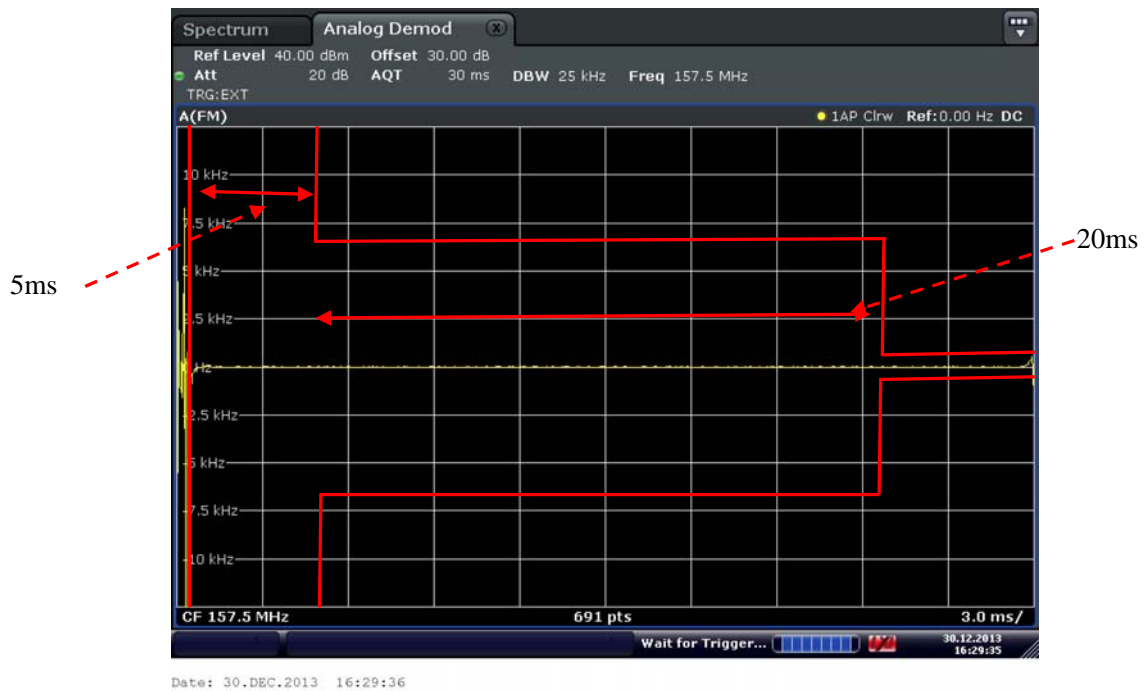 Spectrum Analog Demod X
Ref Level 40.00 dBm Offset 30.00 dB
Att 20 dB AQT 30 ms DBW 25 kHz Freq 157.5 MHz
TRG:EXT
A(FM) 1AP Clrw Ref:0.00 Hz DC
10 kHz
7.5 kHz
5 kHz
20ms
5ms
2.5 kHz
Hz
-2.5 kHz
-5 kHz
-7.5 kHz
-10 kHz
CF 157.5 MHz 691 pts 3.0 ms/
Wait for Trigger... 30.12.2013
16:29:35
Date: 30.DEC.2013 16:29:36